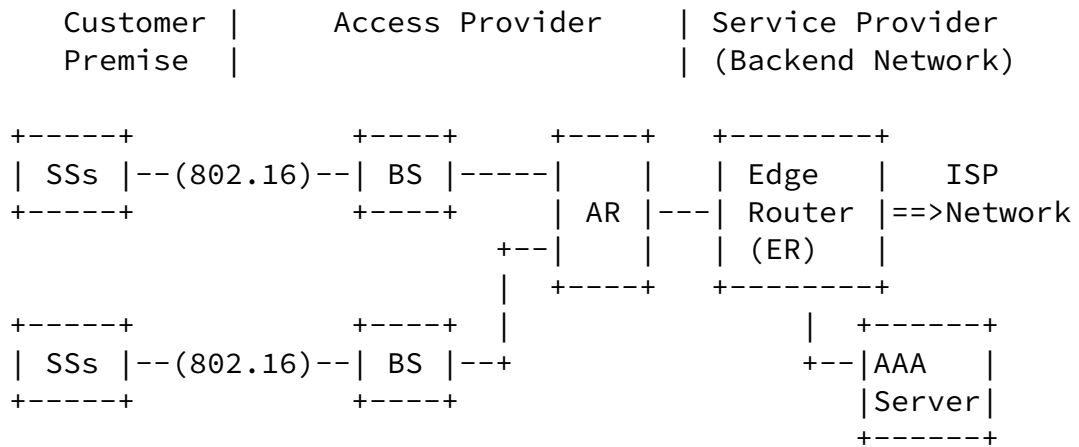 Customer | Access Provider | Service Provider
Premise | | (Backend Network)
+-----+ +----+ +----+ +--------+
| SSs |--(802.16)--| BS |-----| | | Edge | ISP
+-----+ +----+ | AR |---| Router |==>Network
+--| | | (ER) |
| +----+ +--------+
+-----+ +----+ | | +------+
| SSs |--(802.16)--| BS |--+ +--|AAA |
+-----+ +----+ |Server|
+------+